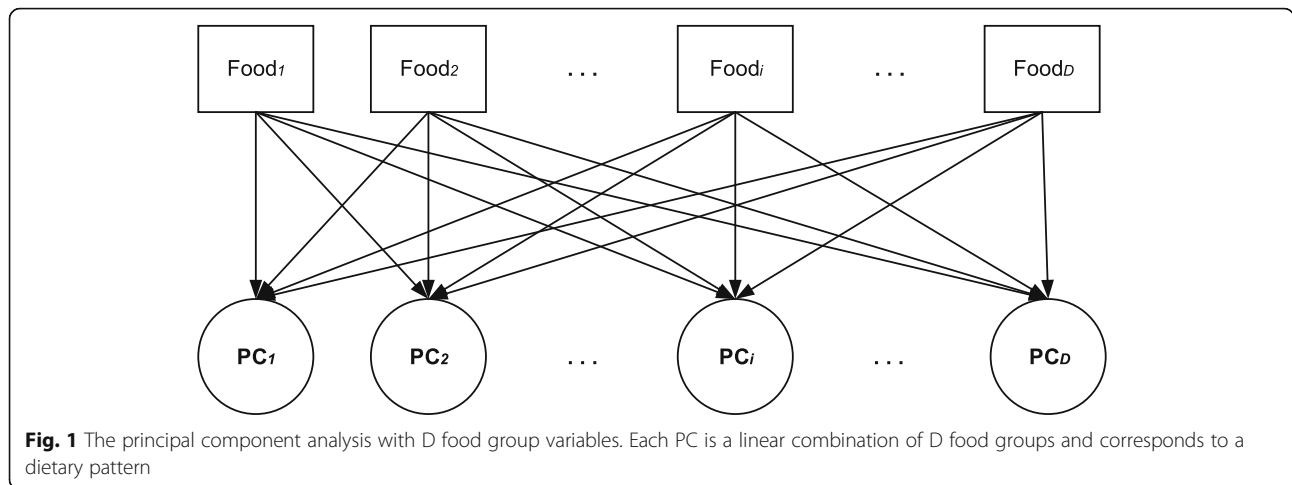 Food1 Food2 ... Foodi ... FoodD
PC1 PC2 ... PCi ... PCD
Fig. 1 The principal component analysis with D food group variables. Each PC is a linear combination of D food groups and corresponds to a
dietary pattern